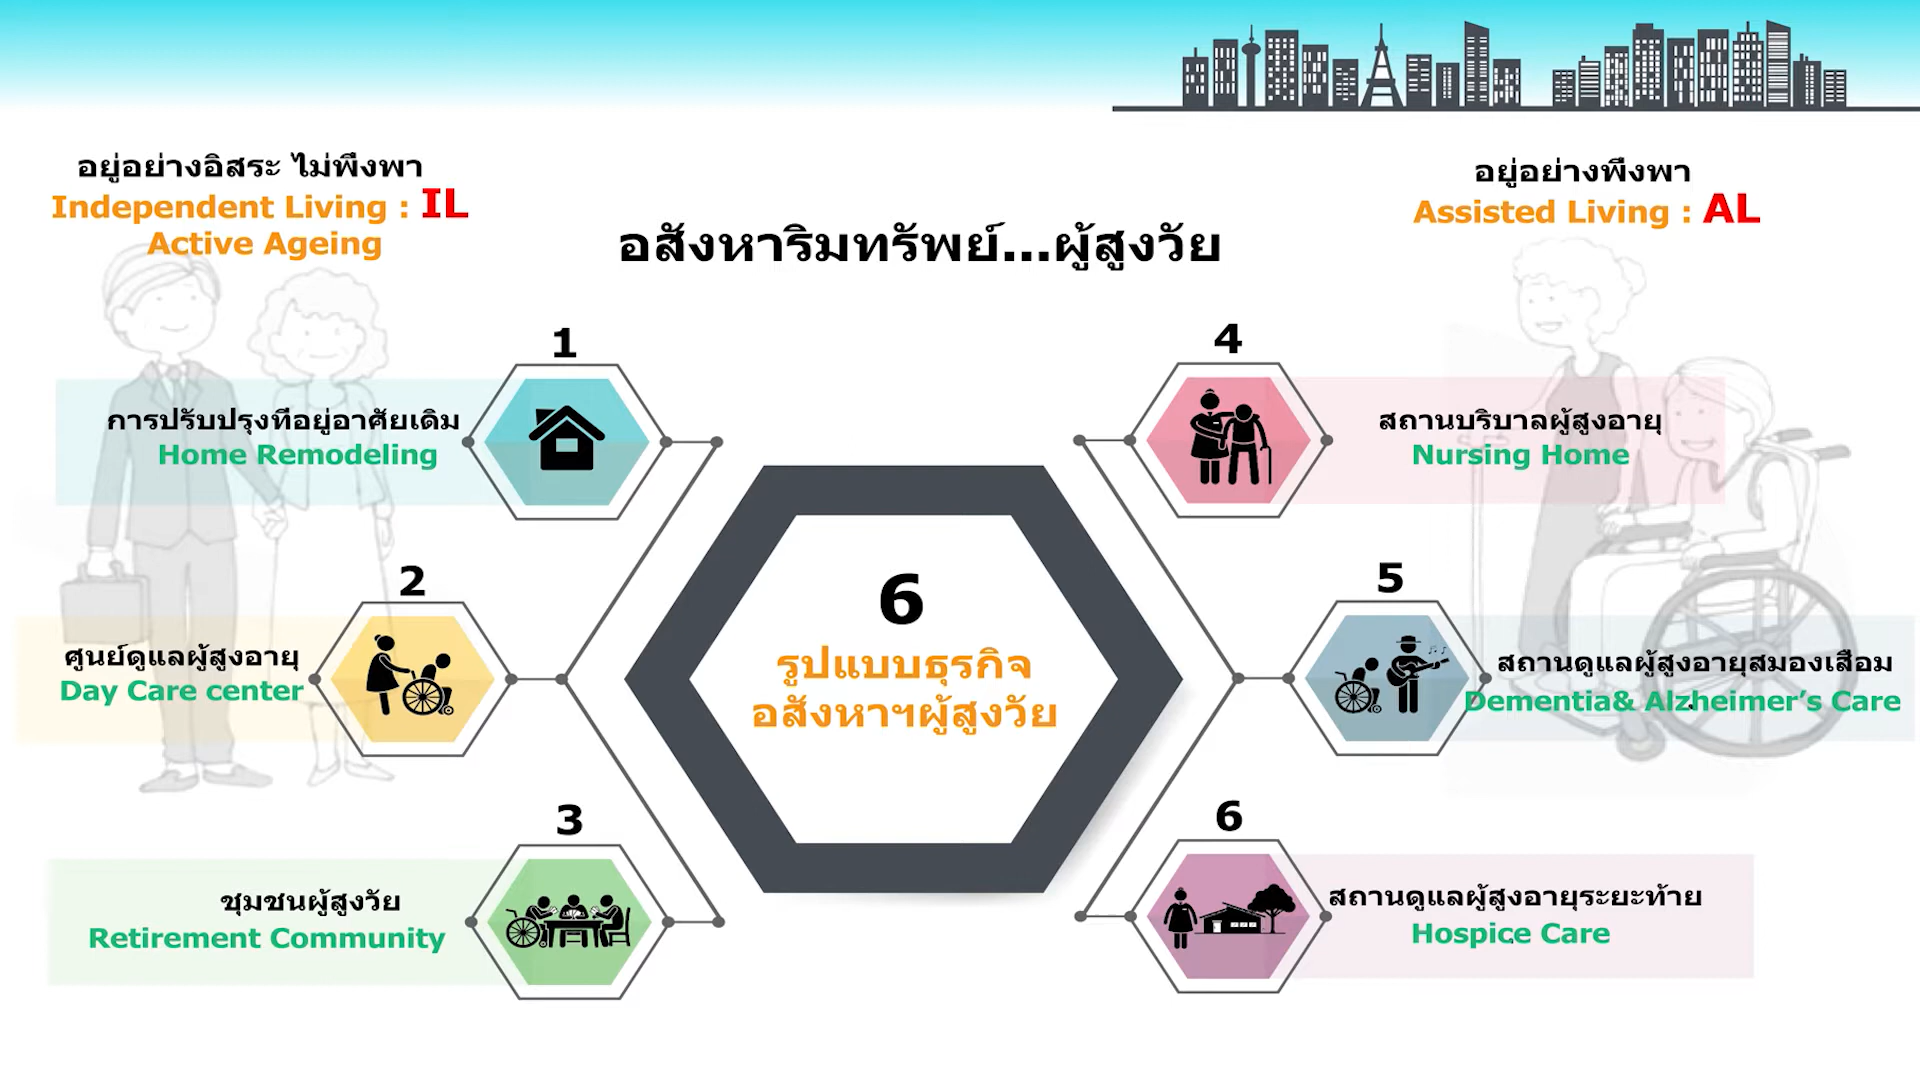 อยู่อย่างอิสระ ไม่พึ่งพา
Independent Living : IL
Active Ageing
อยู่อย่างพึ่งพา
Assisted Living : AL
อสังหาริมทรัพย์...ผู้สูงวัย
1
การปรับปรุงที่อยู่อาศัยเดิม
Home Remodeling
2
ศูนย์ดูแลผู้สูงอายุ
Day Care center
3
ชุมชนผู้สูงวัย
Retirement Community
6
รูปแบบธุรกิจ
อสังหาฯผู้สูงวัย
4
สถานบริบาลผู้สูงอายุ
Nursing Home
5
สถานดูแลผู้สูงอายุสมองเสื่อม
Dementia& Alzheimer’s Care
6
สถานดูแลผู้สูงอายุระยะท้าย
Hospice Care